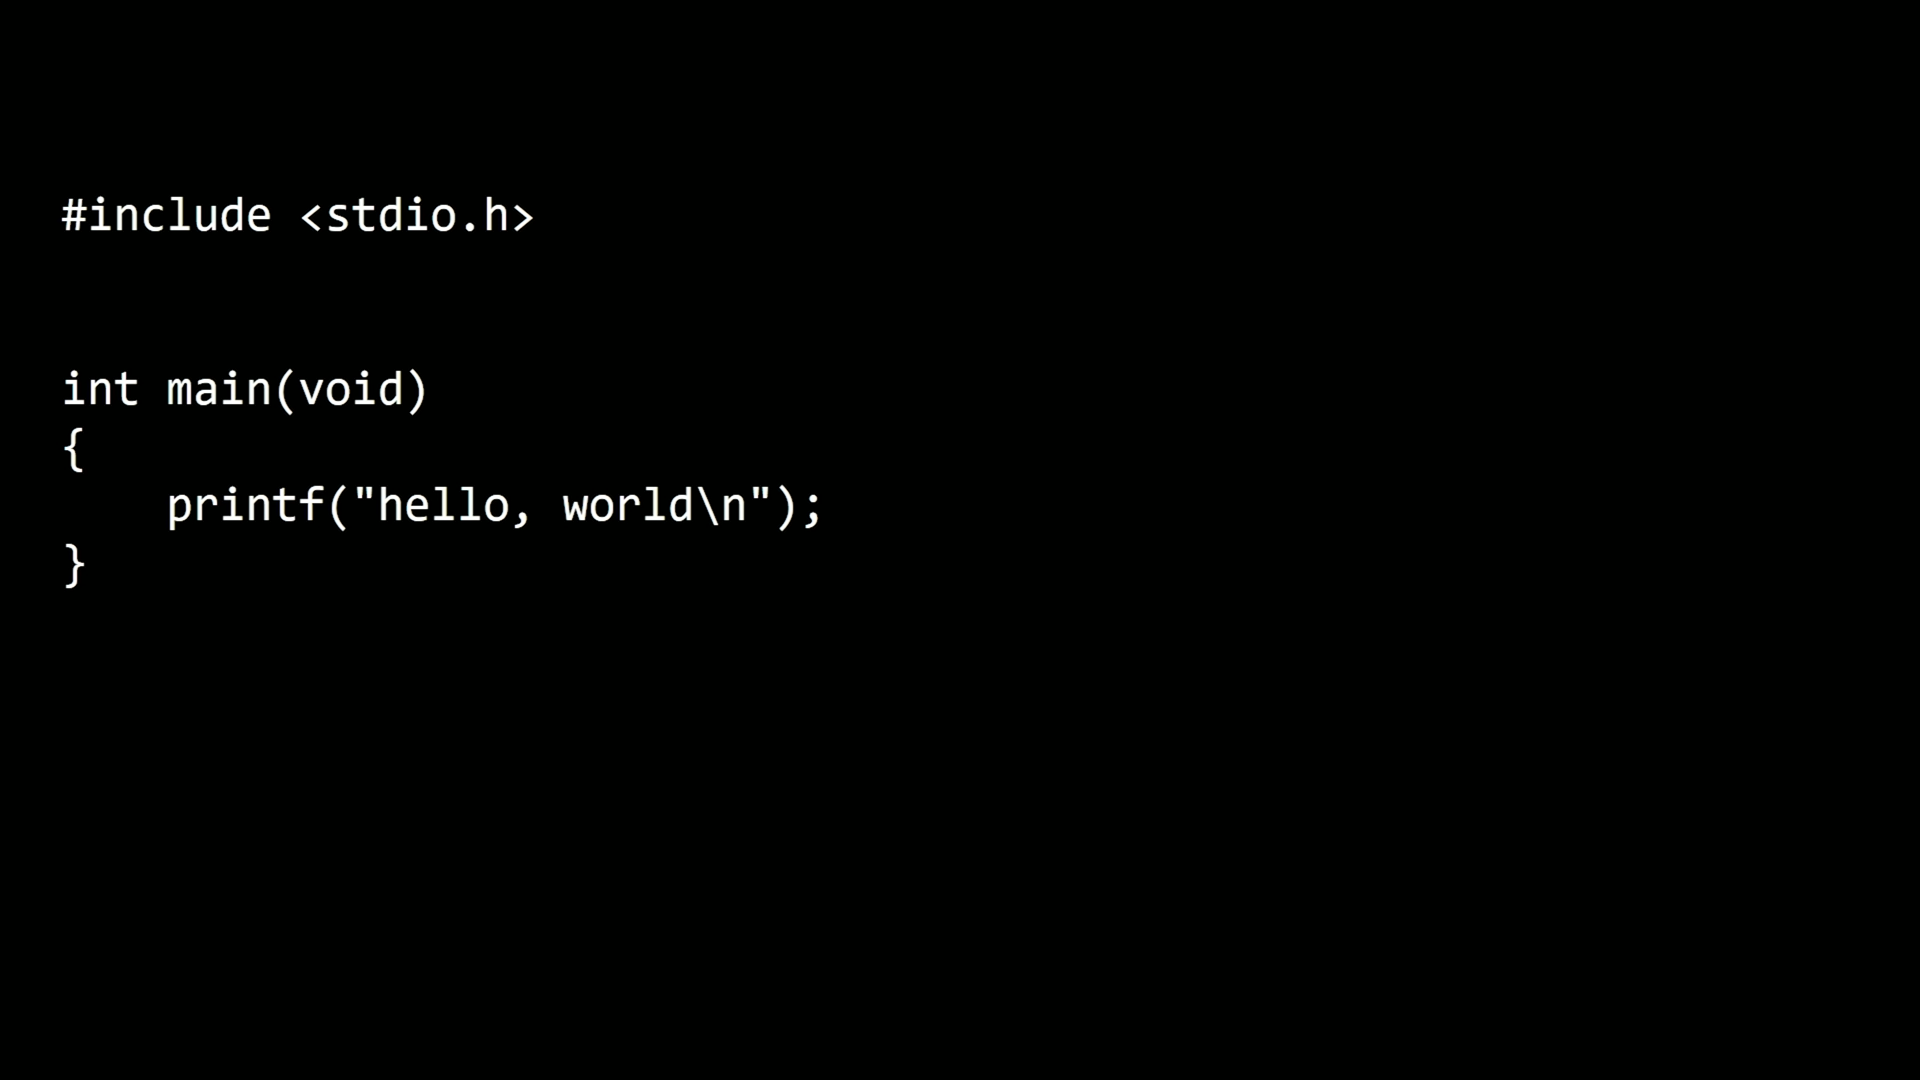 #include <stdio.h>
int main(void)
{
    printf("hello, world\n");
}